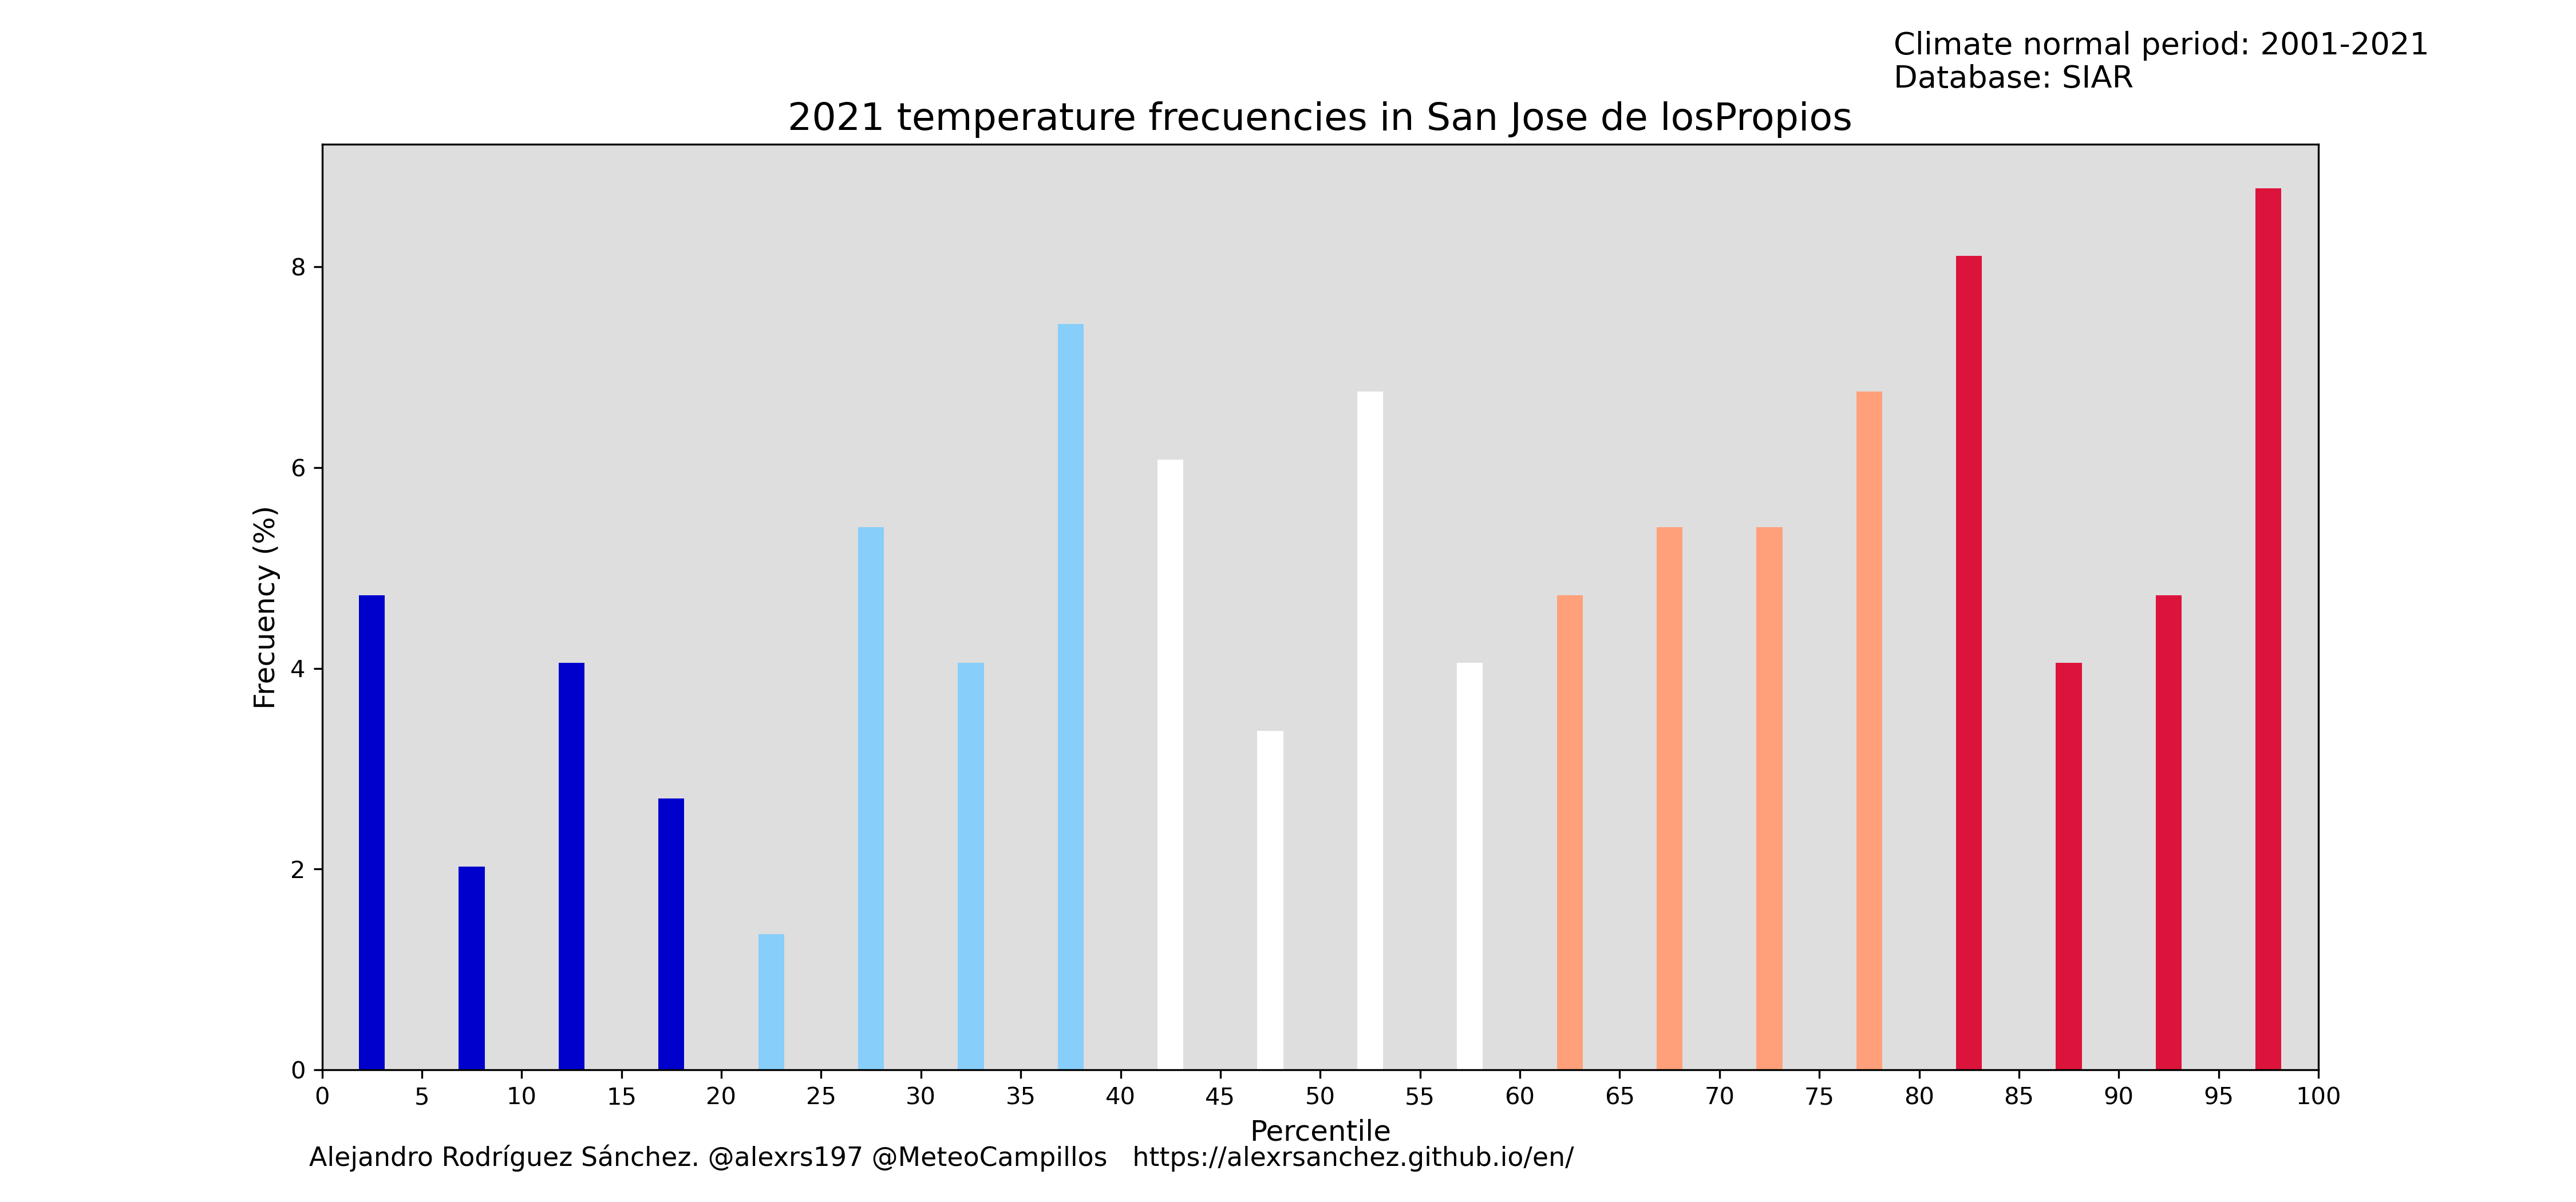 Climate normal period: 2001-2021
Database: SIAR
2021 temperature frecuencies in San Jose de losPropios
Frecuency (%)
8
6
4
2
0
0 5 10 15 20 25 30 35 40 45 50 55 60 65 70 75 80 85 90 95 100
Percentile
Alejandro Rodríguez Sánchez. @alexrs197 @MeteoCampillos https://alexrsanchez.github.io/en/